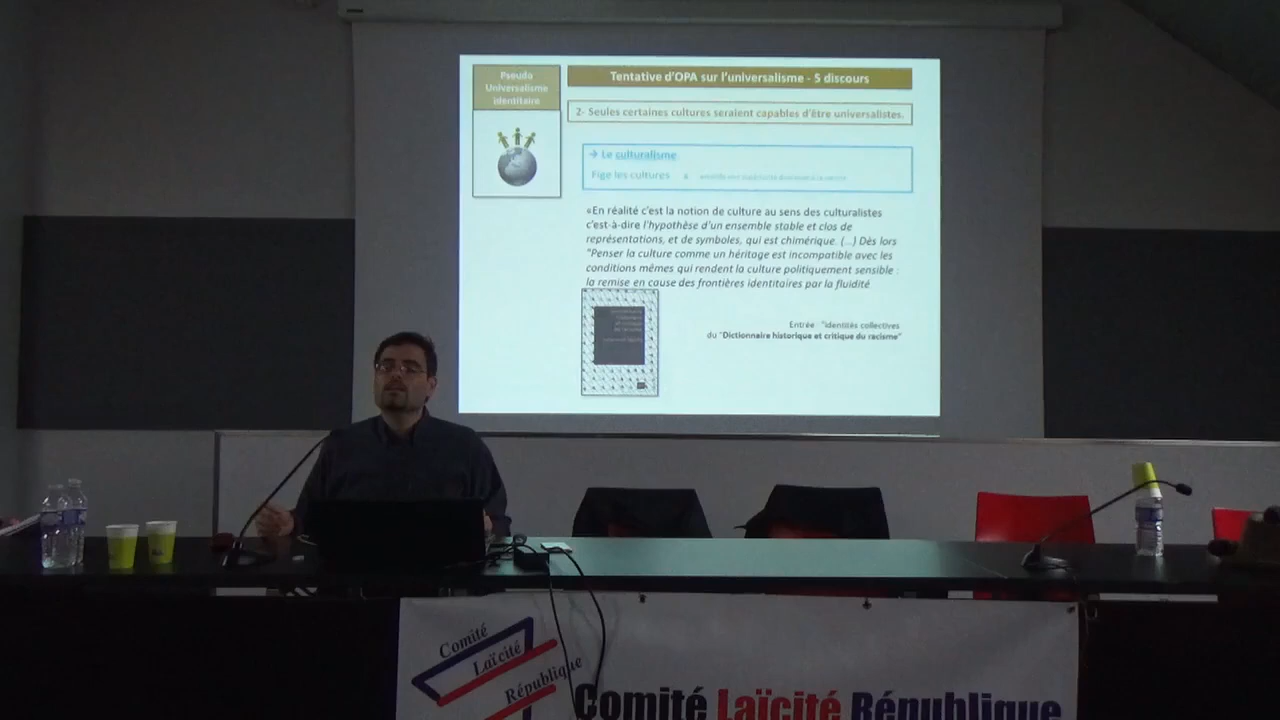 Pseudo
Universalisme
identitaire
Tentative d'OPA sur l'universalisme - 5 discours
2- Seules certaines cultures seraient capables d'être universalistes.
→ Le culturalisme
Fige les cultures
«En réalité c'est la notion de culture au sens des culturalistes
c'est-à-dire l'hypothèse d'un ensemble stable et clos de
représentations, et de symboles, qui est chimérique. (...) Dès lors
"Penser la culture comme un héritage est incompatible avec les
conditions mêmes qui rendent la culture politiquement sensible :
la remise en cause des frontières identitaires par la fluidité
Entrée "identités collectives
du "Dictionnaire historique et critique du racisme"
Comité
Laïcité
République
Comité Laïcité République